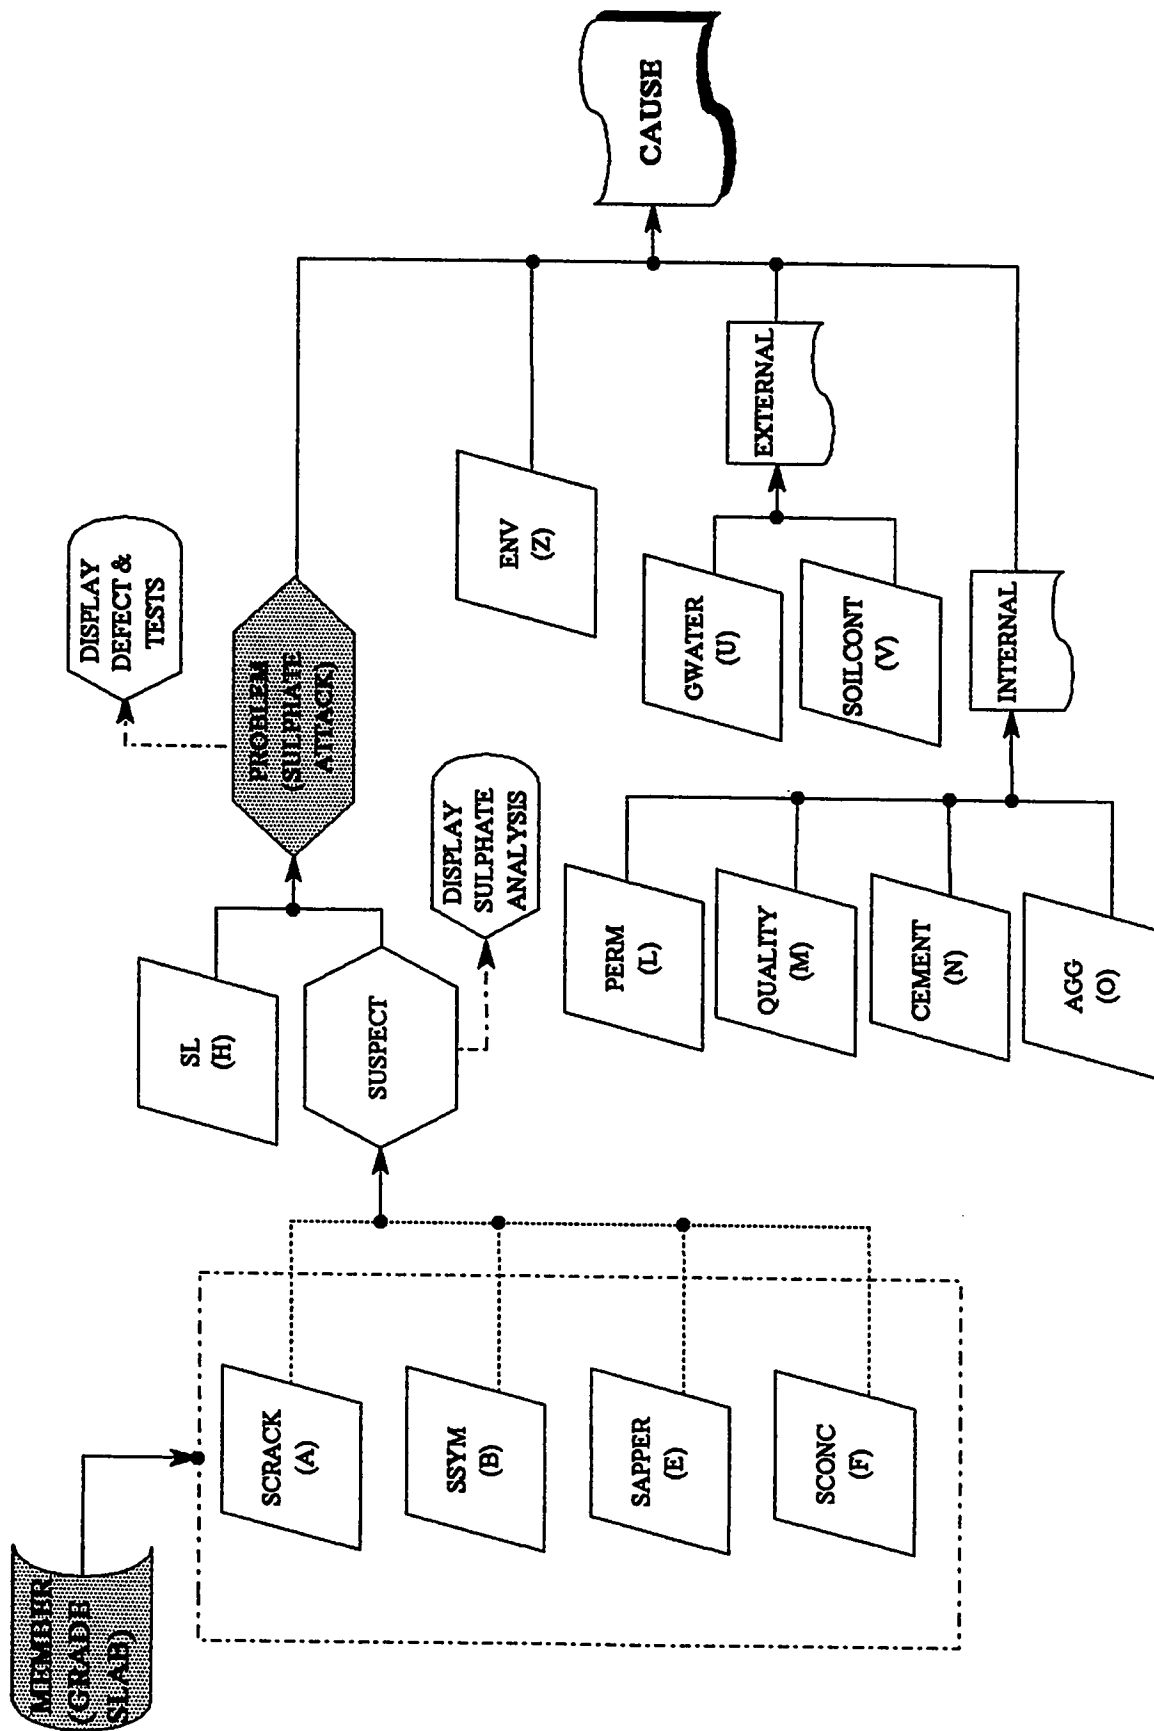 MEMBER
(GRADE
SLAB)
SCRACK
(A)
SSYM
(B)
SAPPER
(E)
SCONC
(F)
SL
(H)
SUSPECT
DISPLAY
SULPHATE
ANALYSIS
PROBLEM
(SULPHATE
ATTACK)
DISPLAY
DEFECT &
TESTS
PERM
(L)
QUALITY
(M)
CEMENT
(N)
AGG
(O)
ENV
(Z)
GWATER
(U)
SOILCONT
(V)
EXTERNAL
INTERNAL
CAUSE